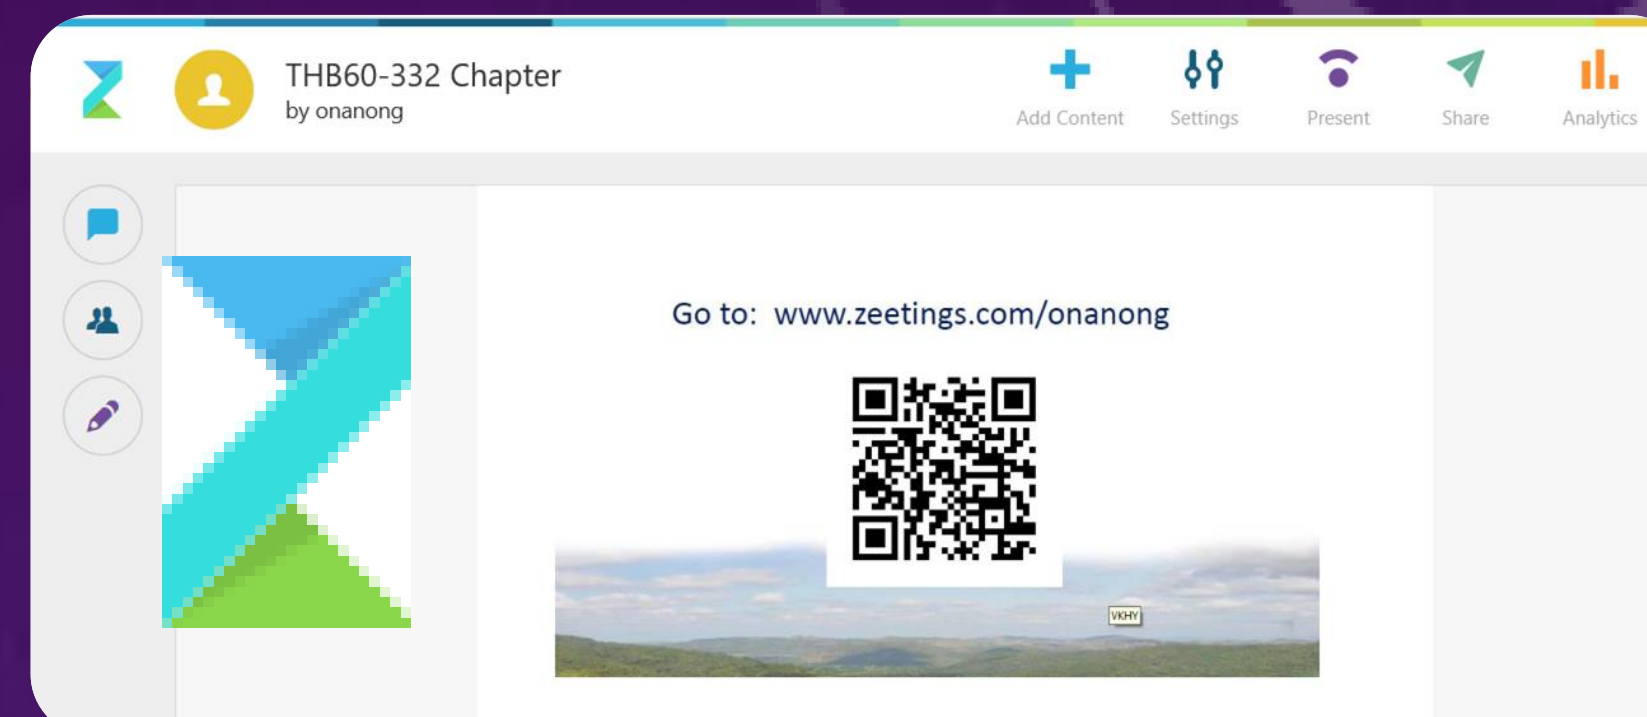 THB60-332 Chapter
by onanong
Add Content Settings Present Share Analytics
Go to: www.zeetings.com/onanong
VKHY